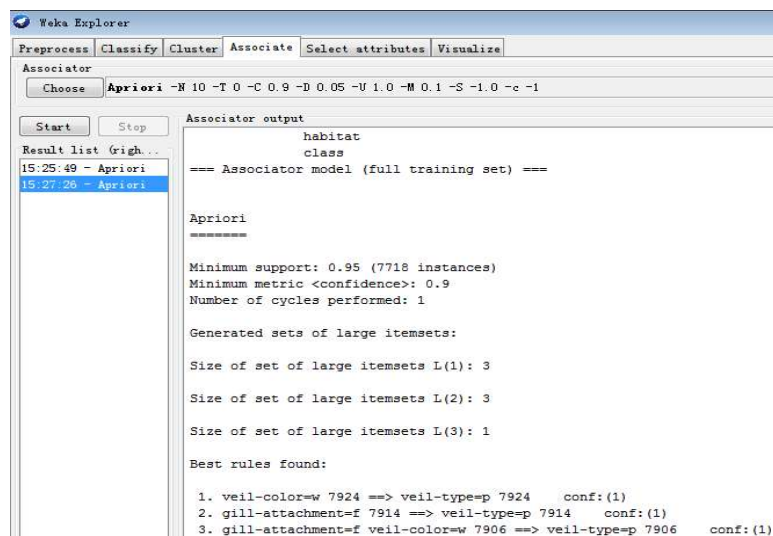 Weka Explorer
Preprocess Classify Cluster Associate Select attributes Visualize
Associator
Choose Apriori -N 10 -T 0 -C 0.9 -D 0.05 -U 1.0 -M 0.1 -S -1.0 -c -1
Start Stop
Result list (righ...
15:25:49 - Apriori
15:27:26 - Apriori
Associator output
habitat
class
=== Associator model (full training set) ===
Apriori
=======
Minimum support: 0.95 (7718 instances)
Minimum metric <confidence>: 0.9
Number of cycles performed: 1
Generated sets of large itemsets:
Size of set of large itemsets L(1): 3
Size of set of large itemsets L(2): 3
Size of set of large itemsets L(3): 1
Best rules found:
1. veil-color=w 7924 ==> veil-type=p 7924 conf:(1)
2. gill-attachment=f 7914 ==> veil-type=p 7914 conf:(1)
3. gill-attachment=f veil-color=w 7906 ==> veil-type=p 7906 conf:(1)